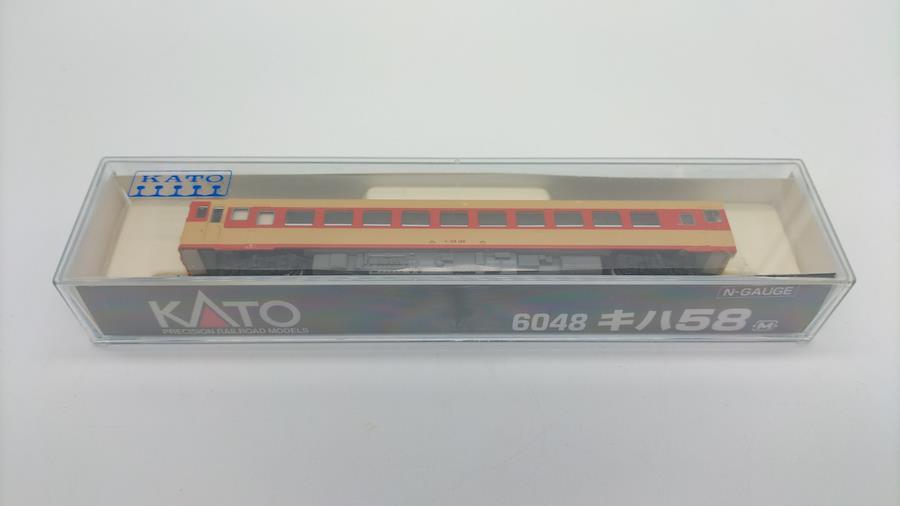 KATO
KATO
PRECISION RAILROAD MODELS
N-GAUGE
6048 キハ58 M